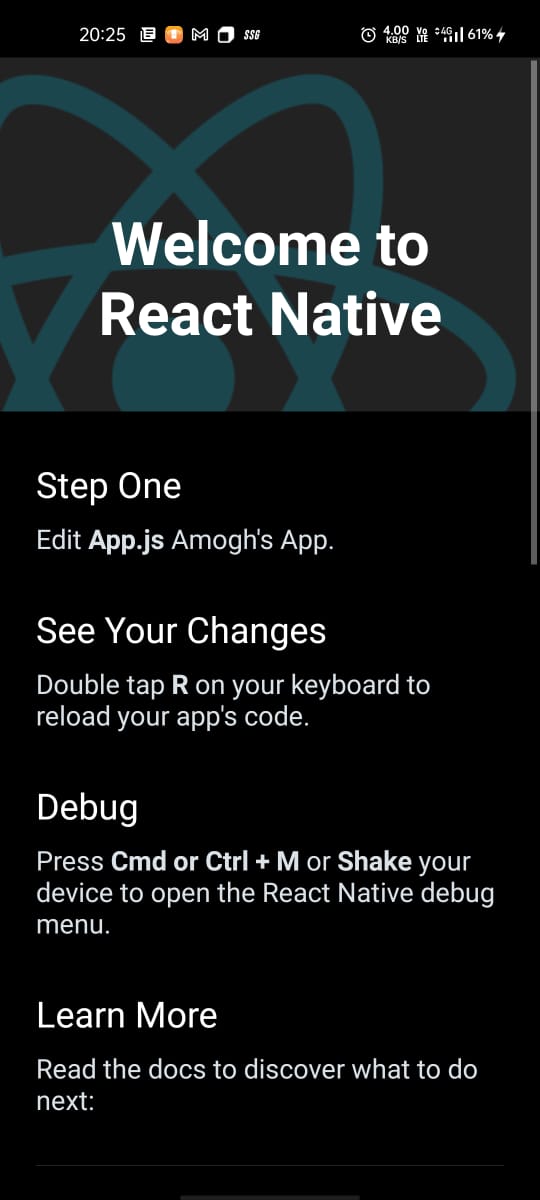 20:25 SSG 4.00 KB/S Vo LTE 4G 61%
Welcome to
React Native
Step One
Edit App.js Amogh's App.
See Your Changes
Double tap R on your keyboard to
reload your app's code.
Debug
Press Cmd or Ctrl + M or Shake your
device to open the React Native debug
menu.
Learn More
Read the docs to discover what to do
next: